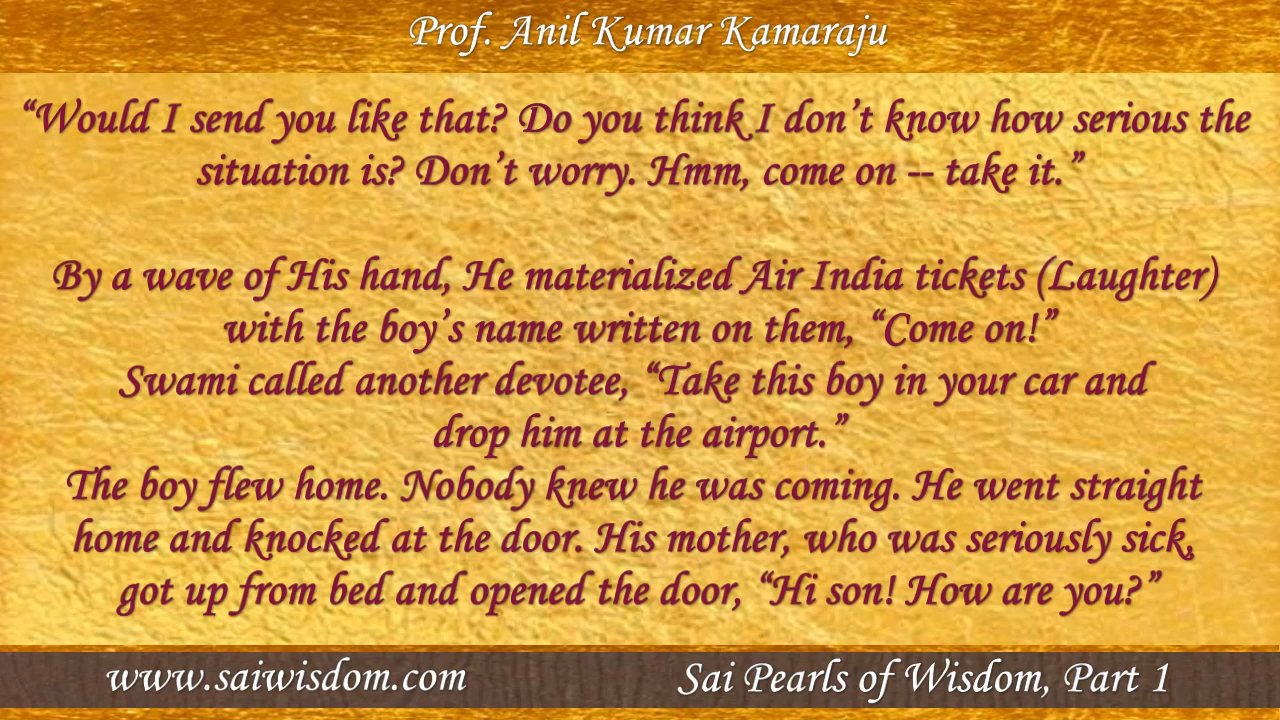 Prof. Anil Kumar Kamaraju
“Would I send you like that? Do you think I don’t know how serious the
situation is? Don’t worry. Hmm, come on -- take it.”
By a wave of His hand, He materialized Air India tickets (Laughter)
with the boy’s name written on them, “Come on!”
Swami called another devotee, “Take this boy in your car and
drop him at the airport.”
The boy flew home. Nobody knew he was coming. He went straight
home and knocked at the door. His mother, who was seriously sick,
got up from bed and opened the door, “Hi son! How are you?”
www.saiwisdom.com
Sai Pearls of Wisdom, Part 1